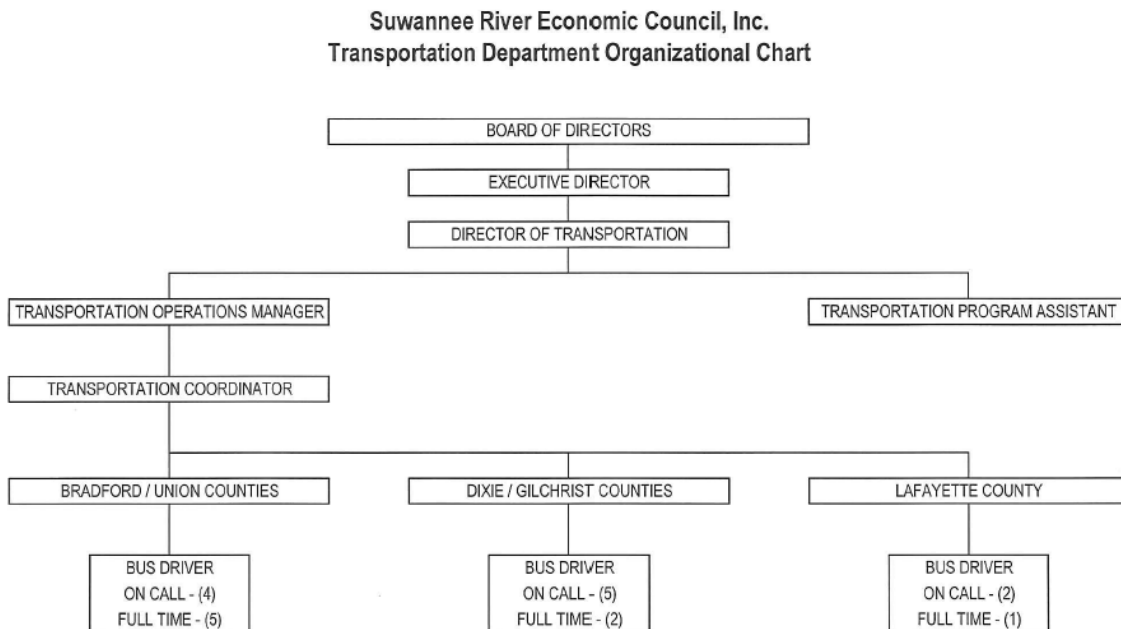 Suwannee River Economic Council, Inc.
Transportation Department Organizational Chart
BOARD OF DIRECTORS
EXECUTIVE DIRECTOR
DIRECTOR OF TRANSPORTATION
TRANSPORTATION OPERATIONS MANAGER
TRANSPORTATION PROGRAM ASSISTANT
TRANSPORTATION COORDINATOR
BRADFORD / UNION COUNTIES
DIXIE / GILCHRIST COUNTIES
LAFAYETTE COUNTY
BUS DRIVER
ON CALL - (4)
FULL TIME - (5)
BUS DRIVER
ON CALL - (5)
FULL TIME - (2)
BUS DRIVER
ON CALL - (2)
FULL TIME - (1)